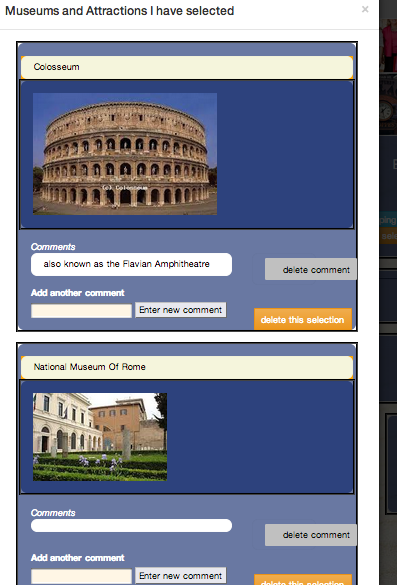 Museums and Attractions I have selected
×
Colosseum
(c) Colosseum
Comments
also known as the Flavian Amphitheatre
delete comment
Add another comment
Enter new comment
delete this selection
National Museum Of Rome
Comments
delete comment
Add another comment
Enter new comment
delete this selection